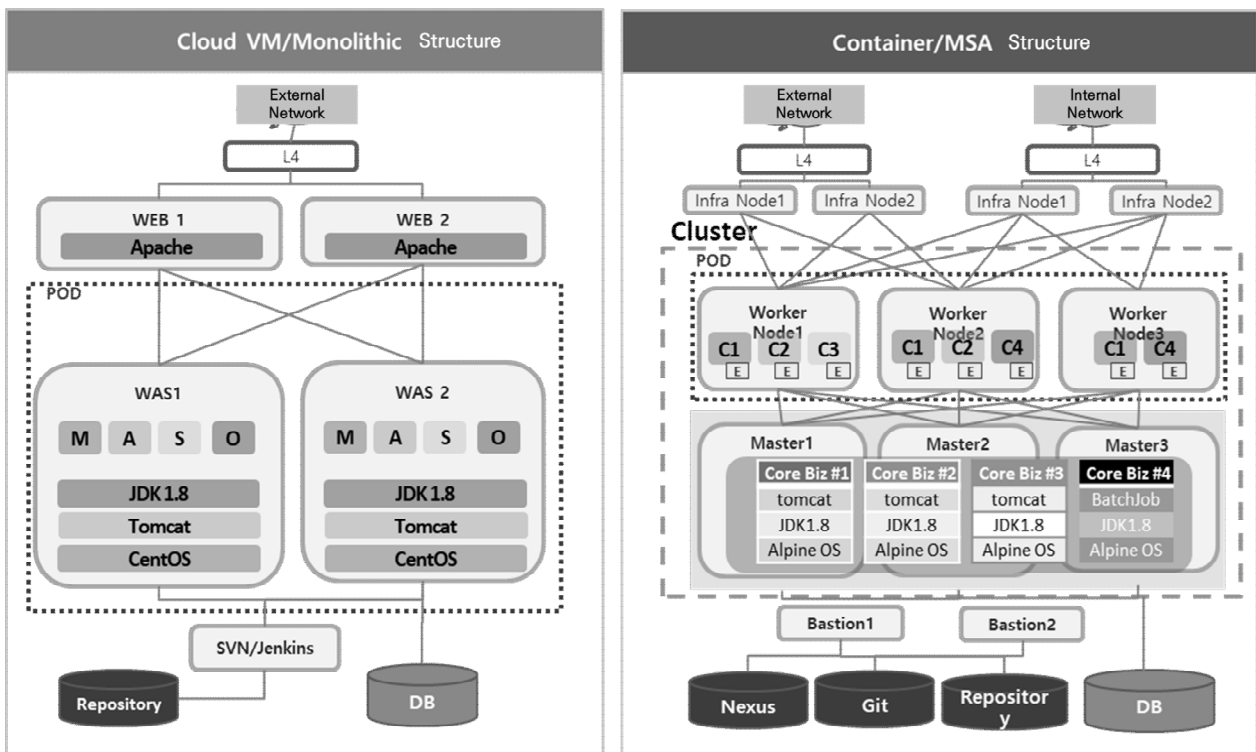 Cloud VM/Monolithic Structure
External
Network
L4
WEB 1
Apache
WEB 2
Apache
POD
WAS1
M A S O
JDK 1.8
Tomcat
CentOS
WAS 2
M A S O
JDK 1.8
Tomcat
CentOS
SVN/Jenkins
Repository
DB
Container/MSA Structure
External
Network
Internal
Network
L4
L4
Infra Node1
Infra Node2
Infra Node1
Infra Node2
Cluster
POD
Worker
Node1
C1 C2 C3
E E E
Worker
Node2
C1 C2 C4
E E E
Worker
Node3
C1 C4
E E
Master1
Master2
Master3
Core Biz #1
tomcat
JDK1.8
Alpine OS
Core Biz #2
tomcat
JDK1.8
Alpine OS
Core Biz #3
tomcat
JDK1.8
Alpine OS
Core Biz #4
BatchJob
JDK1.8
Alpine OS
Bastion1
Bastion2
Nexus
Git
Repositor
y
DB